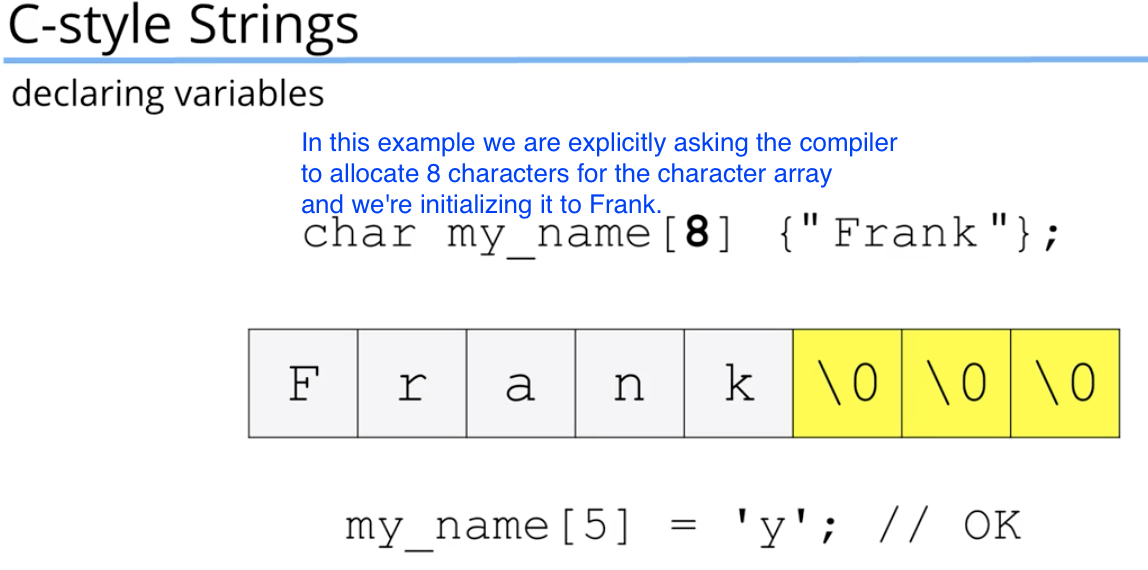 C-style Strings
declaring variables
In this example we are explicitly asking the compiler
to allocate 8 characters for the character array
and we're initializing it to Frank.
char my_name[8] {"Frank"};
F r a n k \0 \0 \0
my_name[5] = 'y'; // OK